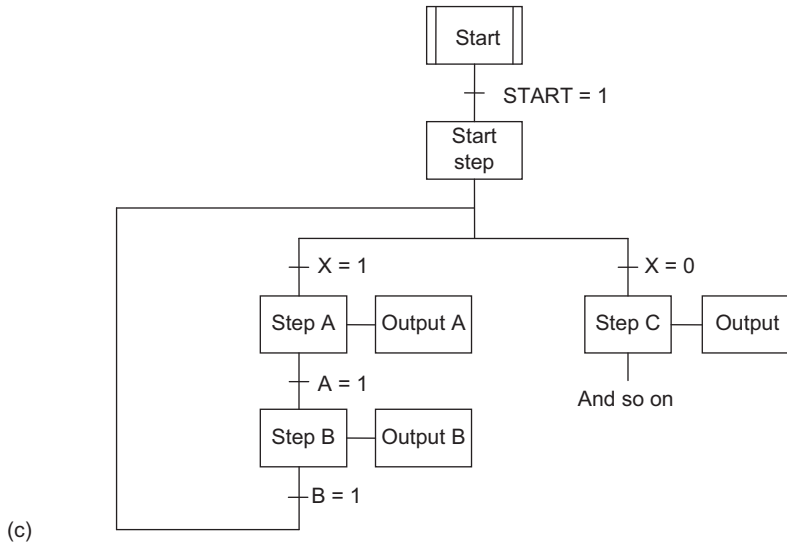 Start
START = 1
Start
step
X = 1
X = 0
Step A
Output A
Step C
Output
A = 1
And so on
Step B
Output B
B = 1
(c)